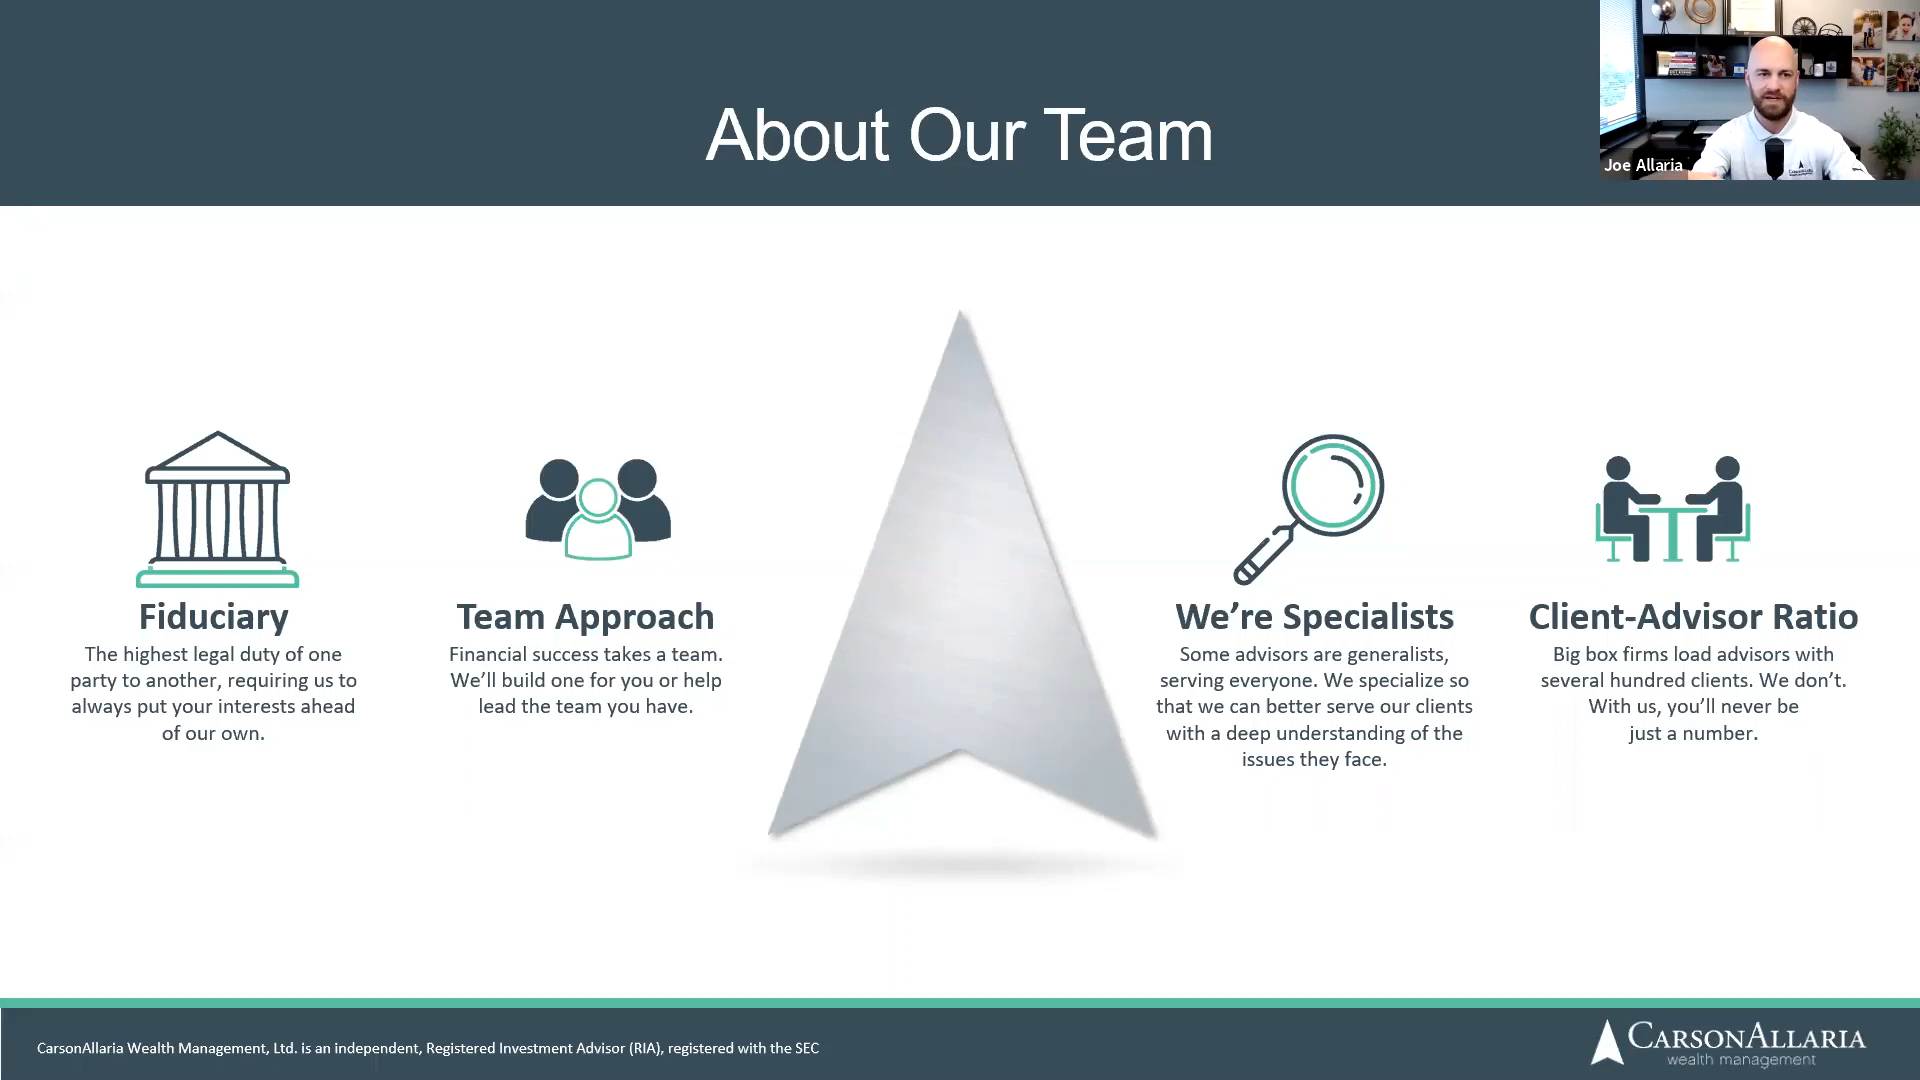 About Our Team
Joe Allaria
Fiduciary
The highest legal duty of one
party to another, requiring us to
always put your interests ahead
of our own.
Team Approach
Financial success takes a team.
We'll build one for you or help
lead the team you have.
We're Specialists
Some advisors are generalists,
serving everyone. We specialize so
that we can better serve our clients
with a deep understanding of the
issues they face.
Client-Advisor Ratio
Big box firms load advisors with
several hundred clients. We don't.
With us, you'll never be
just a number.
CarsonAllaria Wealth Management, Ltd. is an independent, Registered Investment Advisor (RIA), registered with the SEC
CARSONALLARIA
wealth management